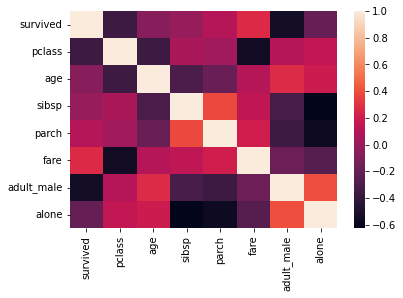 survived
pclass
age
sibsp
parch
fare
adult_male
alone
survived
pclass
age
sibsp
parch
fare
adult_male
alone
1.0
0.8
0.6
0.4
0.2
0.0
−0.2
−0.4
−0.6